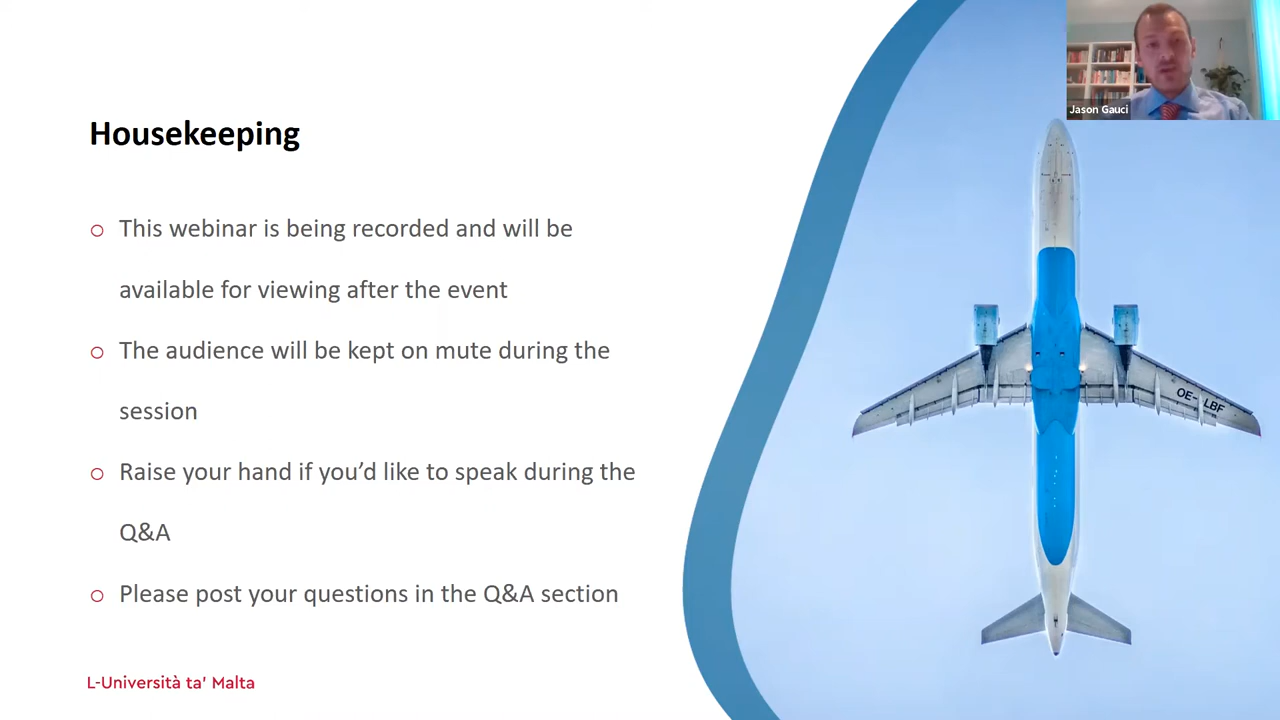 Jason Gauci
Housekeeping
○ This webinar is being recorded and will be
available for viewing after the event
○ The audience will be kept on mute during the
session
○ Raise your hand if you’d like to speak during the
Q&A
○ Please post your questions in the Q&A section
OE-LBF
L-Università ta' Malta